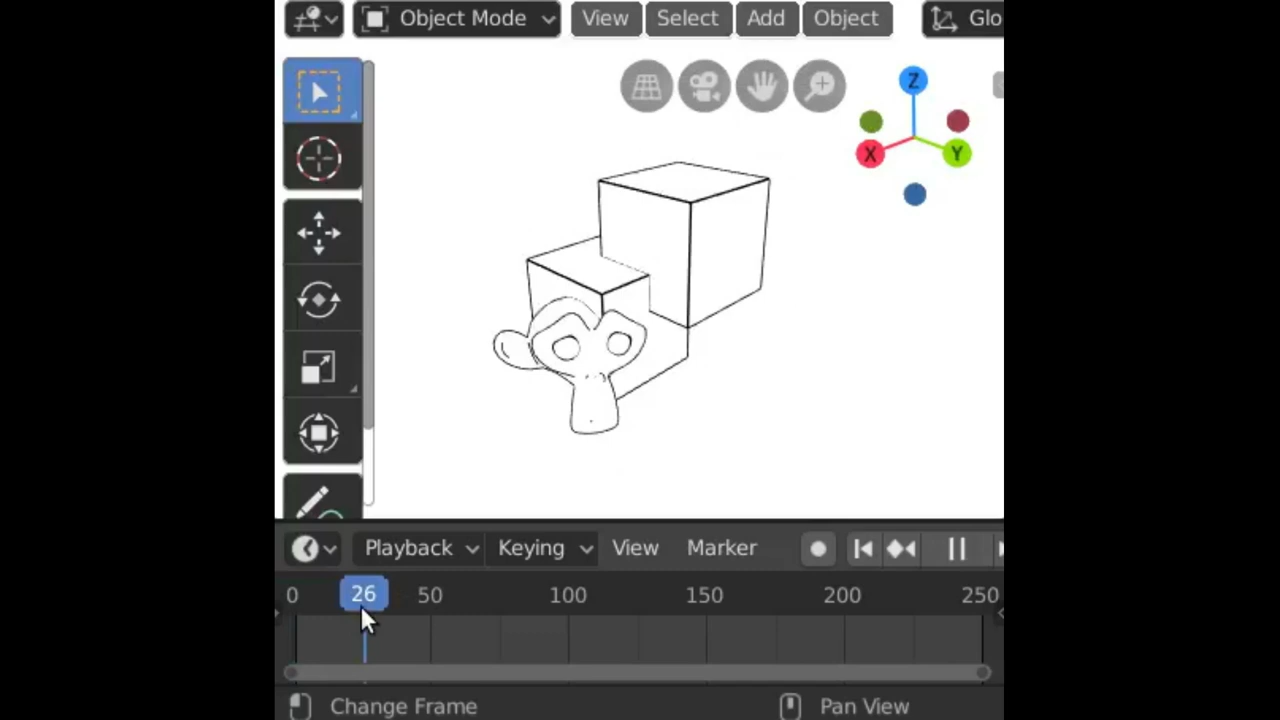 Object Mode View Select Add Object Glo
Z
X Y
Playback Keying View Marker
0 26 50 100 150 200 250
Change Frame Pan View